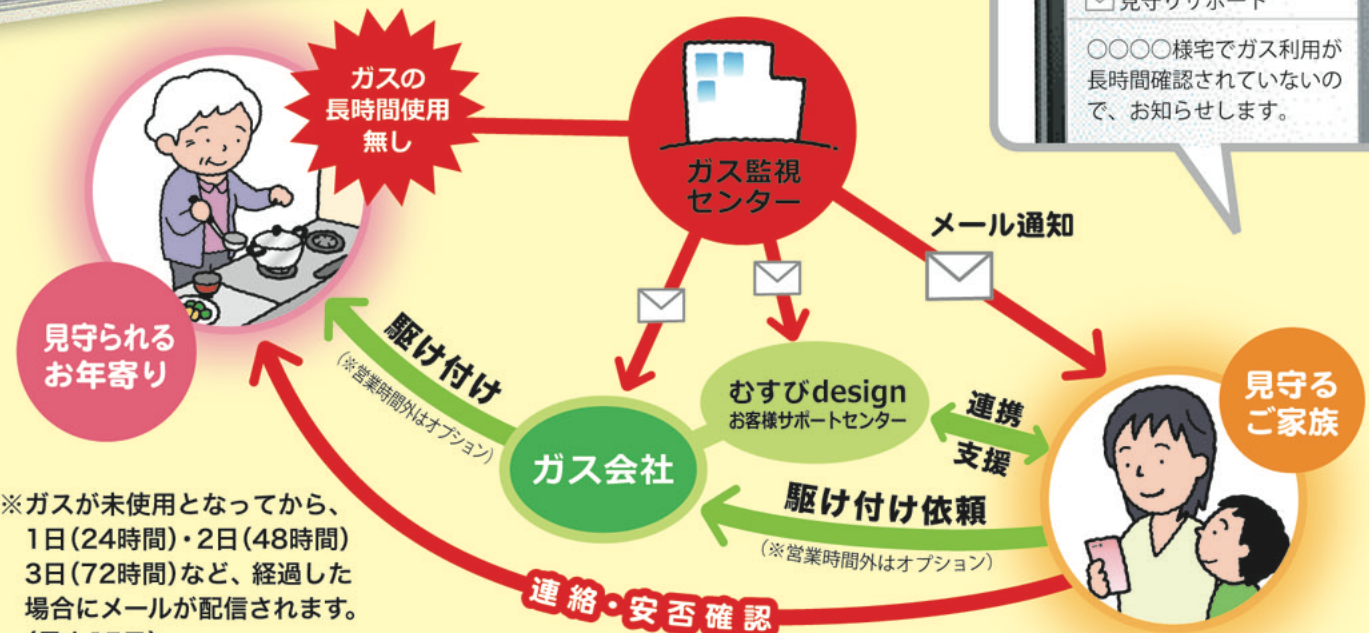 見守りサポート
○○○○様宅でガス利用が
長時間確認されていないの
で、お知らせします。
ガスの
長時間使用
無し
ガス監視
センター
メール通知
見守られる
お年寄り
駆け付け
(※営業時間外はオプション)
むすびdesign
お客様サポートセンター
連携
支援
見守る
ご家族
ガス会社
駆け付け依頼
(※営業時間外はオプション)
連絡・安否確認
※ガスが未使用となってから、
1日(24時間)・2日(48時間)
3日(72時間)など、経過した
場合にメールが配信されます。